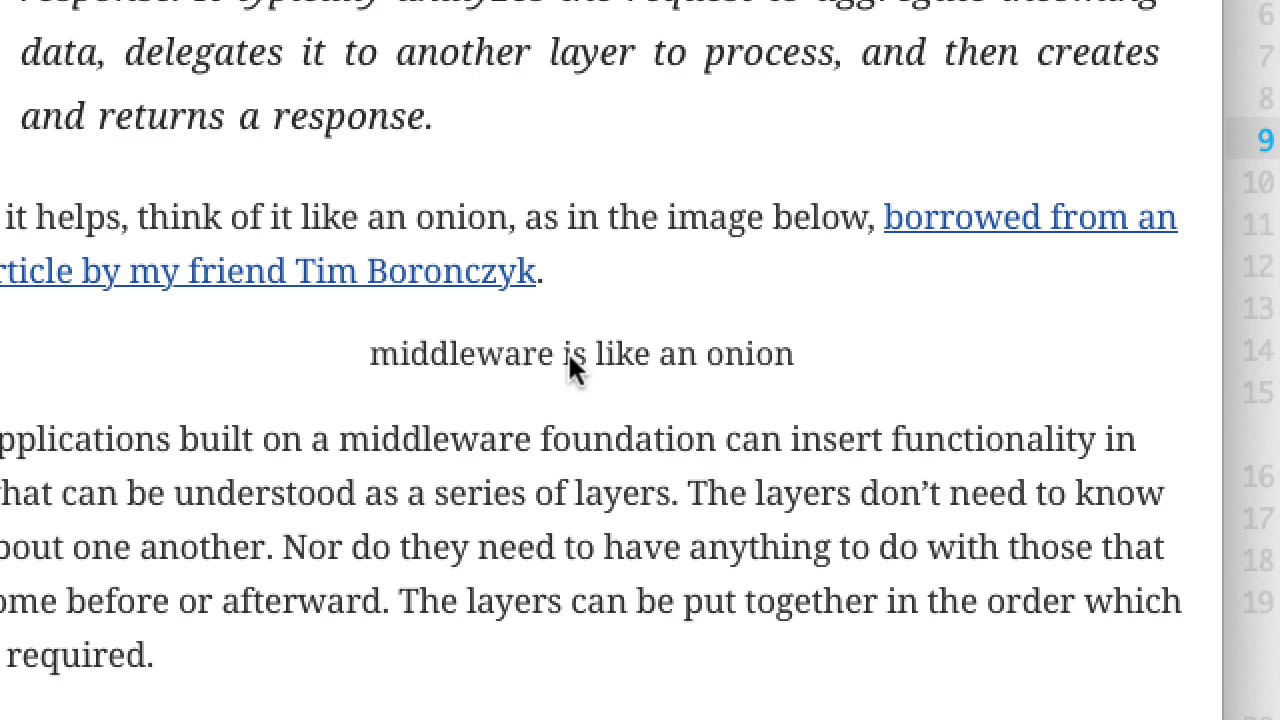 data, delegates it to another layer to process, and then creates
and returns a response.
it helps, think of it like an onion, as in the image below, borrowed from an
rticle by my friend Tim Boronczyk.
middleware is like an onion
pplications built on a middleware foundation can insert functionality in
hat can be understood as a series of layers. The layers don’t need to know
bout one another. Nor do they need to have anything to do with those that
ome before or afterward. The layers can be put together in the order which
required.
6
7
8
9
10
11
12
13
14
15
16
17
18
19